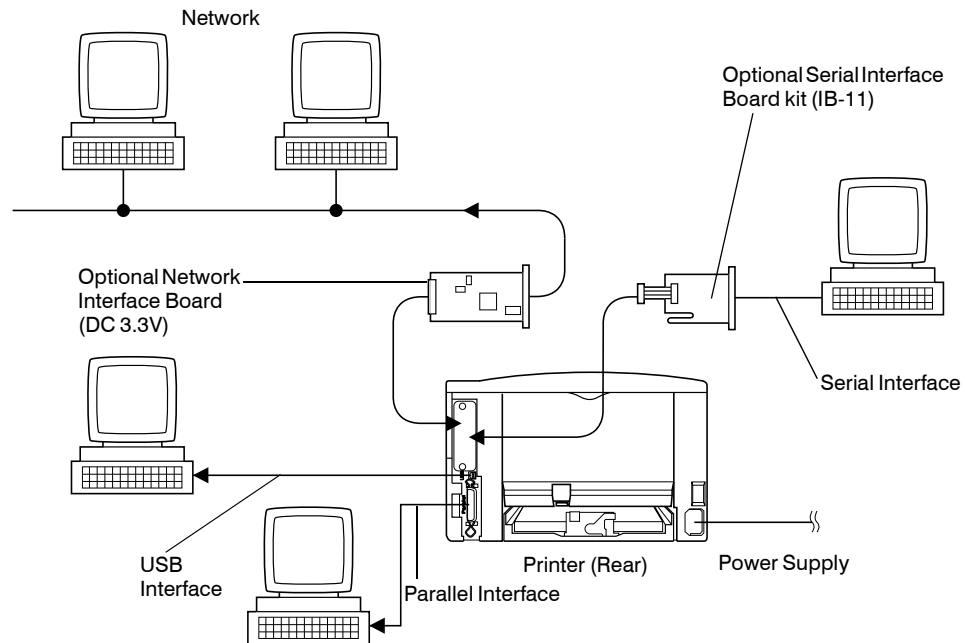 Network
Optional Serial Interface
Board kit (IB-11)
Optional Network
Interface Board
(DC 3.3V)
Serial Interface
USB
Interface
Parallel Interface
Printer (Rear)
Power Supply